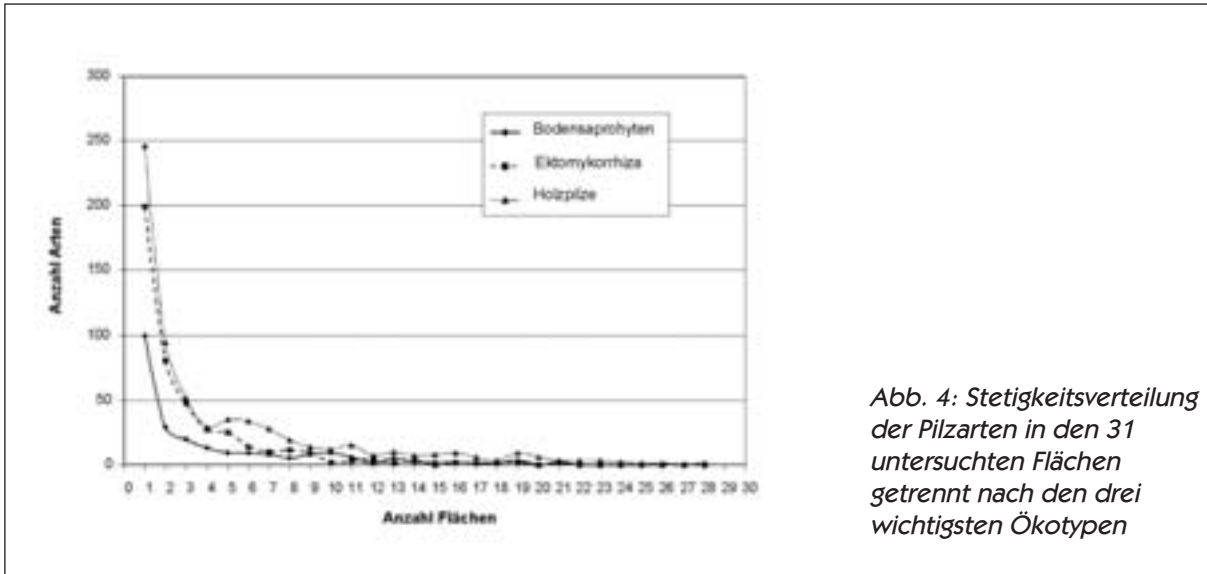 300
250
200
150
100
50
0
Anzahl Arten
Bodensaprohyten
Ektomykorrhiza
Holzpilze
0 1 2 3 4 5 6 7 8 9 10 11 12 13 14 15 16 17 18 19 20 21 22 23 24 25 26 27 28 29 30
Anzahl Flächen
Abb. 4: Stetigkeitsverteilung
der Pilzarten in den 31
untersuchten Flächen
getrennt nach den drei
wichtigsten Ökotypen